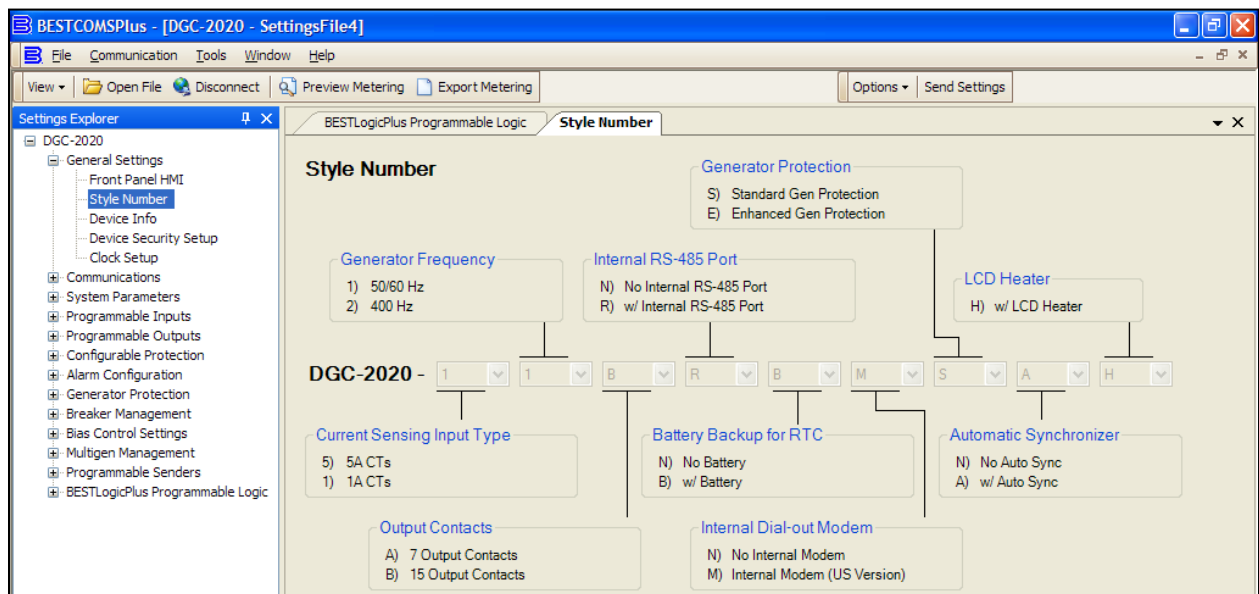 BESTCOMSPlus - [DGC-2020 - SettingsFile4]
File Communication Tools Window Help
View Open File Disconnect Preview Metering Export Metering Options Send Settings
Settings Explorer
DGC-2020
General Settings
Front Panel HMI
Style Number
Device Info
Device Security Setup
Clock Setup
Communications
System Parameters
Programmable Inputs
Programmable Outputs
Configurable Protection
Alarm Configuration
Generator Protection
Breaker Management
Bias Control Settings
Multigen Management
Programmable Senders
BESTLogicPlus Programmable Logic
BESTLogicPlus Programmable Logic Style Number
Style Number
Generator Protection
S) Standard Gen Protection
E) Enhanced Gen Protection
Generator Frequency
1) 50/60 Hz
2) 400 Hz
Internal RS-485 Port
N) No Internal RS-485 Port
R) w/ Internal RS-485 Port
LCD Heater
H) w/ LCD Heater
DGC-2020 - 1 1 B R B M S A H
Current Sensing Input Type
5) 5A CTs
1) 1A CTs
Battery Backup for RTC
N) No Battery
B) w/ Battery
Automatic Synchronizer
N) No Auto Sync
A) w/ Auto Sync
Output Contacts
A) 7 Output Contacts
B) 15 Output Contacts
Internal Dial-out Modem
N) No Internal Modem
M) Internal Modem (US Version)